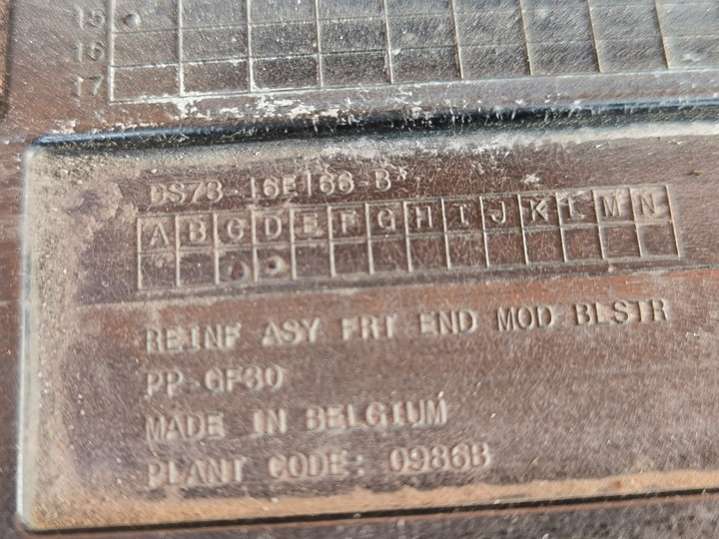 15
16
17
DS73-16E166-B
A B C D E F G H I J K L M N
REINF ASY FRT END MOD BLSTR
PP-GF30
MADE IN BELGIUM
PLANT CODE: 0986B